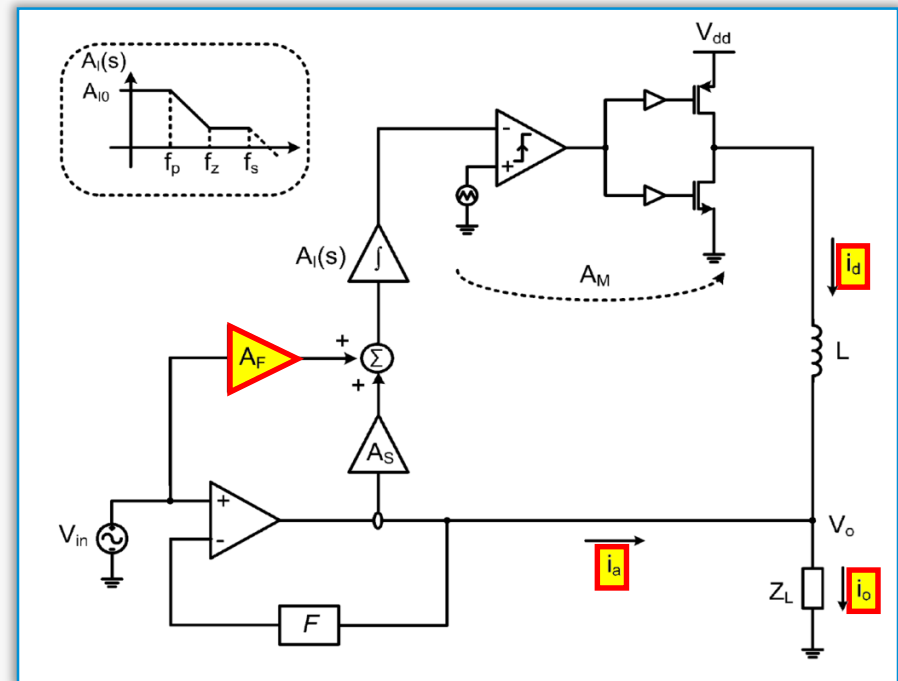 A_I(s)
A_I0
f_p f_z f_s
V_dd
-
+
A_I(s)
∫
A_M
i_d
L
A_F
+
Σ
+
A_S
V_in
+
-
V_o
i_a
Z_L
i_o
F